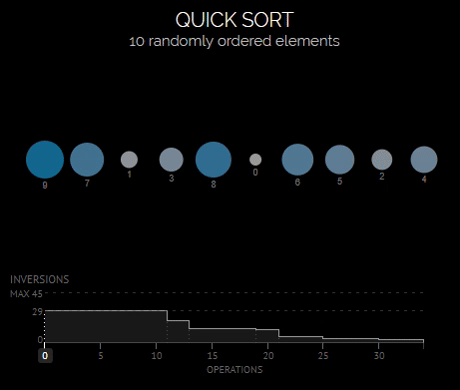 QUICK SORT
10 randomly ordered elements
9 7 1 3 8 0 6 5 2 4
INVERSIONS
MAX 45
29
0
0 5 10 15 20 25 30
OPERATIONS